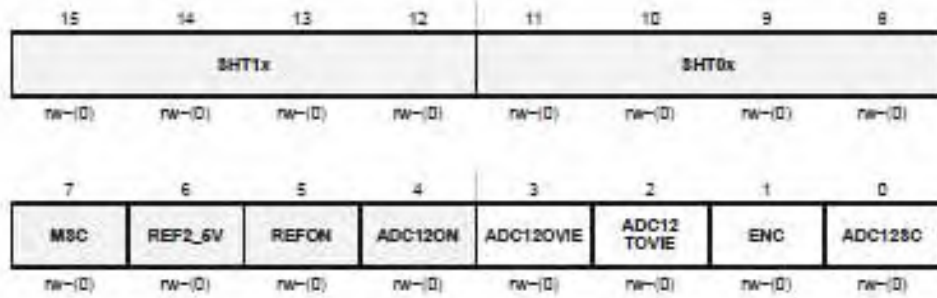 15 14 13 12 11 10 9 8
SHT1x SHT0x
rw-(0) rw-(0) rw-(0) rw-(0) rw-(0) rw-(0) rw-(0) rw-(0)
7 6 5 4 3 2 1 0
MSC REF2_5V REFON ADC12ON ADC12OVIE ADC12 TOVIE ENC ADC12SC
rw-(0) rw-(0) rw-(0) rw-(0) rw-(0) rw-(0) rw-(0) rw-(0)